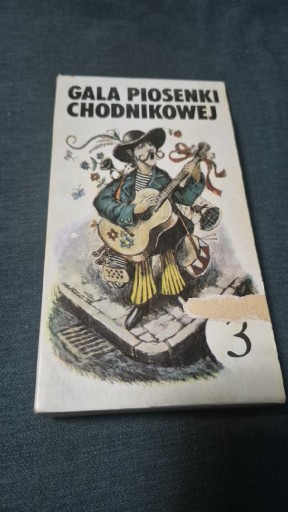 GALA PIOSENKI
CHODNIKOWEJ
3